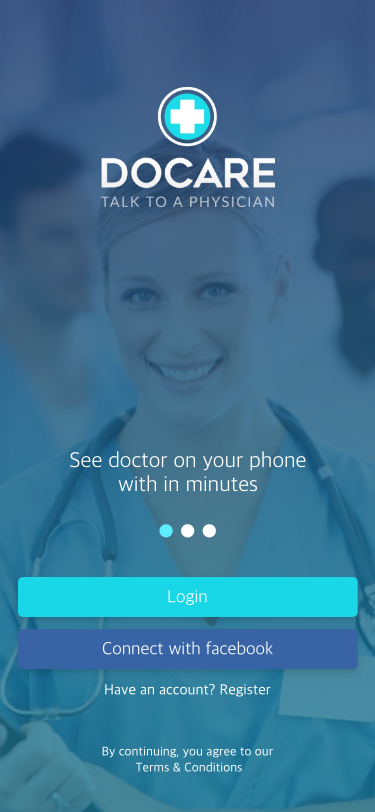 DOCARE
TALK TO A PHYSICIAN
See doctor on your phone
with in minutes
Login
Connect with facebook
Have an account? Register
By continuing, you agree to our
Terms & Conditions